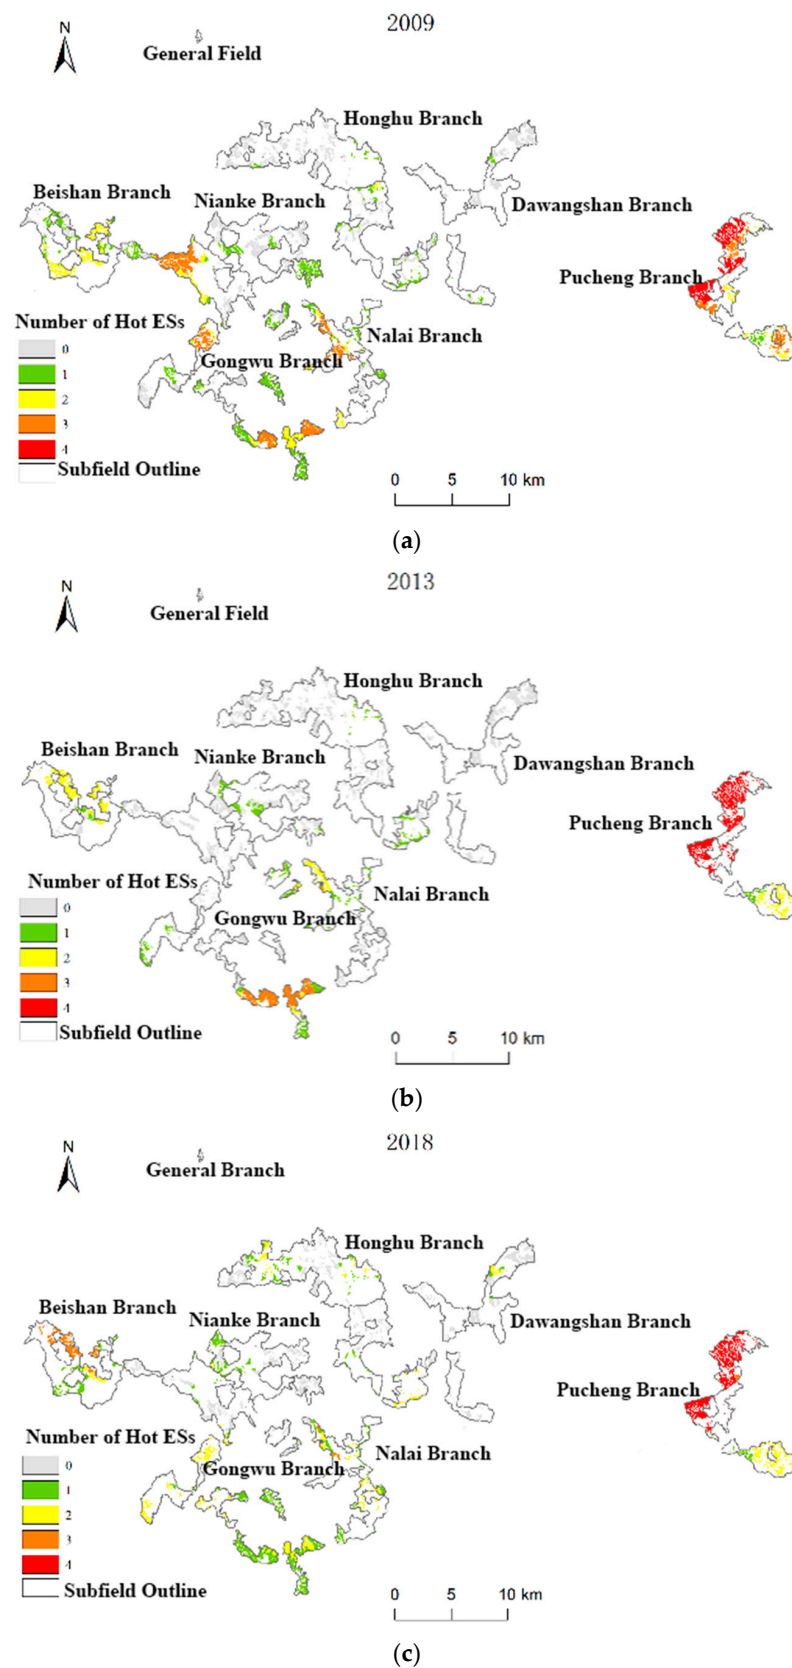 2009
N
General Field
Honghu Branch
Beishan Branch
Nianke Branch
Dawangshan Branch
Pucheng Branch
Number of Hot ESs
Nalai Branch
0
Gongwu Branch
1
2
3
4
Subfield Outline
0 5 10 km
(a)
2013
N
General Field
Honghu Branch
Beishan Branch
Nianke Branch
Dawangshan Branch
Pucheng Branch
Number of Hot ESs
Nalai Branch
0
Gongwu Branch
1
2
3
4
Subfield Outline
0 5 10 km
(b)
2018
N
General Branch
Honghu Branch
Beishan Branch
Nianke Branch
Dawangshan Branch
Pucheng Branch
Number of Hot ESs
Nalai Branch
Gongwu Branch
0
1
2
3
4
Subfield Outline
0 5 10 km
(c)